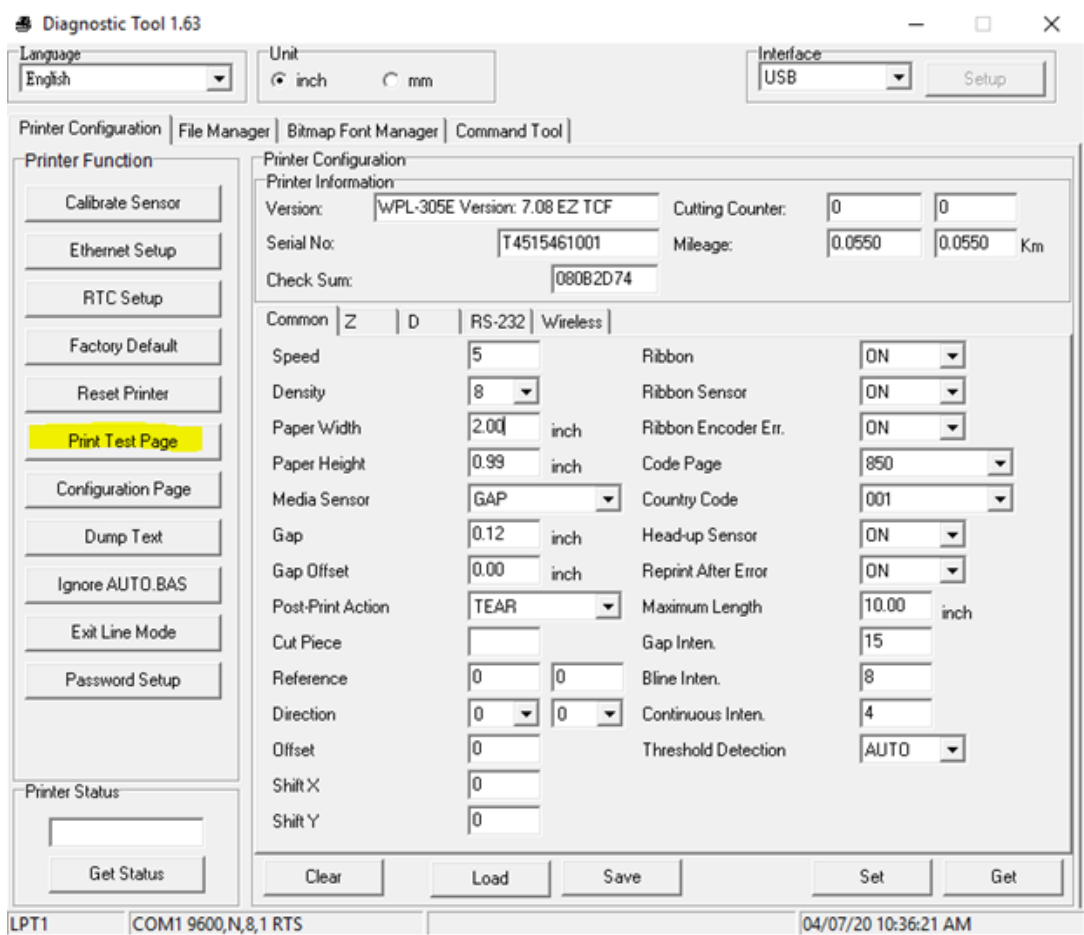 Diagnostic Tool 1.63
Language Unit Interface
English inch mm USB Setup
Printer Configuration File Manager Bitmap Font Manager Command Tool
Printer Function
Calibrate Sensor
Ethernet Setup
RTC Setup
Factory Default
Reset Printer
Print Test Page
Configuration Page
Dump Text
Ignore AUTO.BAS
Exit Line Mode
Password Setup
Printer Status
Get Status
Printer Configuration
Printer Information
Version: WPL-305E Version: 7.08 EZ TCF Cutting Counter: 0 0
Serial No: T4515461001 Mileage: 0.0550 0.0550 Km
Check Sum: 080B2D74
Common Z D RS-232 Wireless
Speed 5 Ribbon ON
Density 8 Ribbon Sensor ON
Paper Width 2.00 inch Ribbon Encoder Err. ON
Paper Height 0.99 inch Code Page 850
Media Sensor GAP Country Code 001
Gap 0.12 inch Head-up Sensor ON
Gap Offset 0.00 inch Reprint After Error ON
Post-Print Action TEAR Maximum Length 10.00 inch
Cut Piece Gap Inten. 15
Reference 0 0 Bline Inten. 8
Direction 0 0 Continuous Inten. 4
Offset 0 Threshold Detection AUTO
Shift X 0
Shift Y 0
Clear Load Save Set Get
LPT1 COM1 9600,N,8,1 RTS 04/07/20 10:36:21 AM